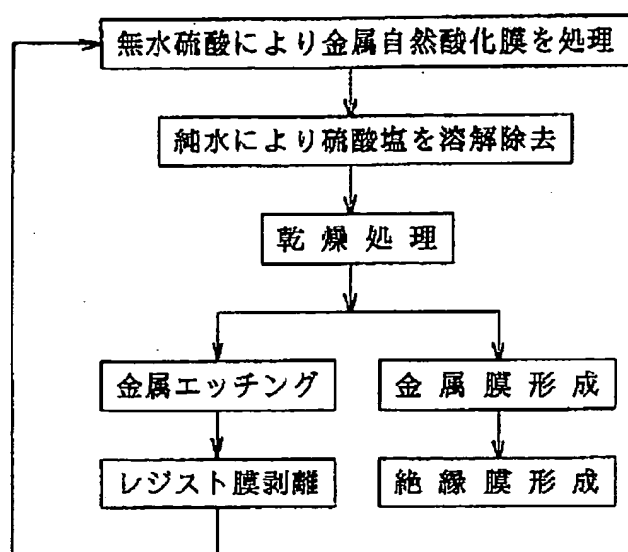 無水硫酸により金属自然酸化膜を処理
純水により硫酸塩を溶解除去
乾燥処理
金属エッチング
金属膜形成
レジスト膜剥離
絶縁膜形成